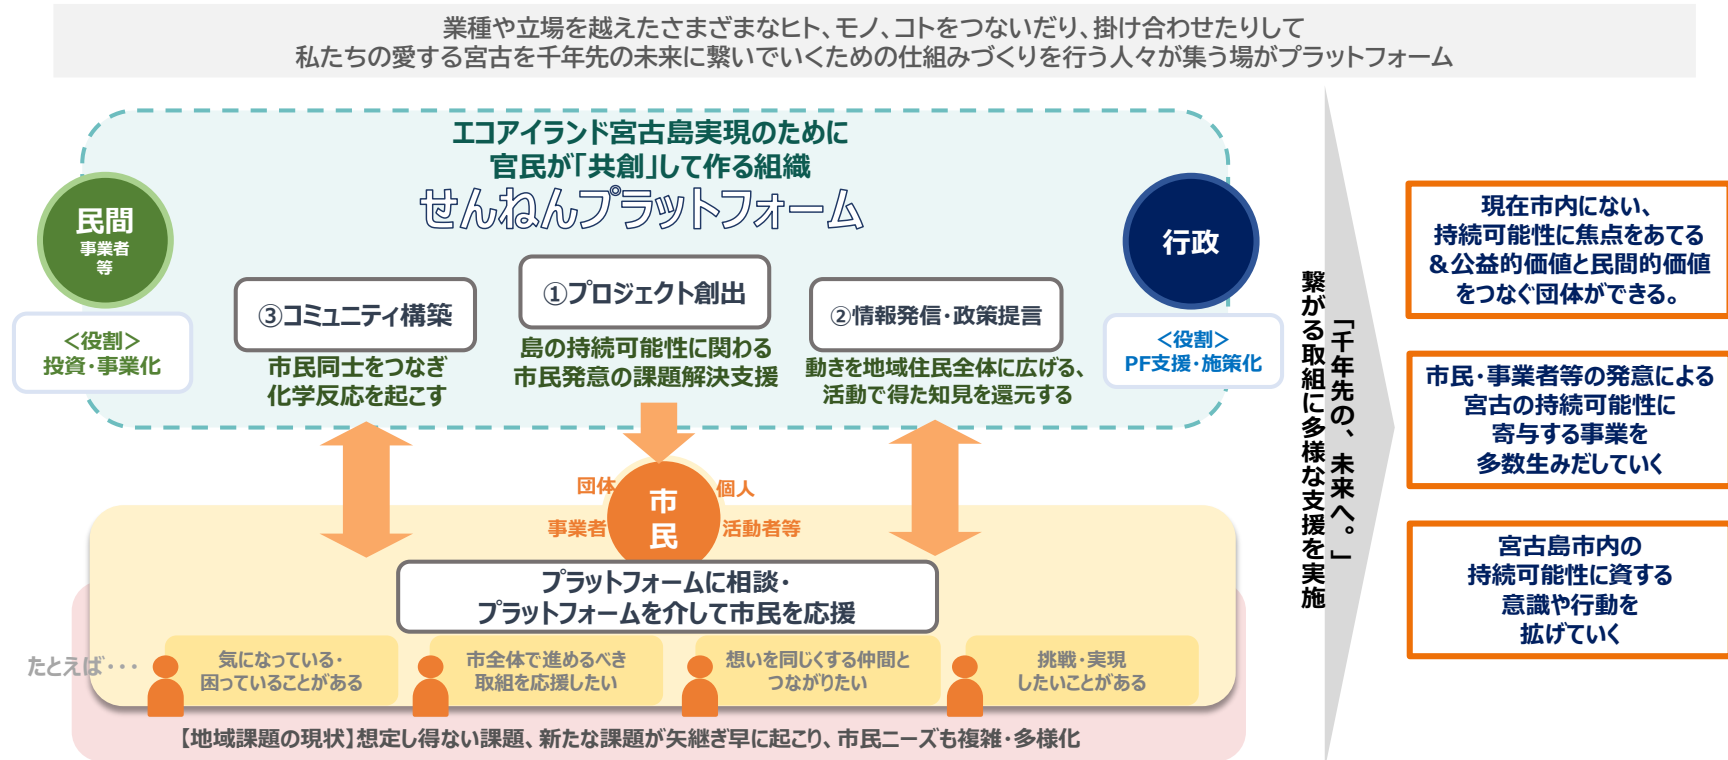 業種や立場を越えたさまざまなヒト、モノ、コトをつないだり、掛け合わせたりして
私たちの愛する宮古を千年先の未来に繋いでいくための仕組みづくりを行う人々が集う場がプラットフォーム
エコアイランド宮古島実現のために
官民が「共創」して作る組織
せんねんプラットフォーム
民間
事業者
等
<役割>
投資・事業化
行政
<役割>
PF支援・施策化
③コミュニティ構築
市民同士をつなぎ
化学反応を起こす
①プロジェクト創出
島の持続可能性に関わる
市民発意の課題解決支援
②情報発信・政策提言
動きを地域住民全体に広げる、
活動で得た知見を還元する
団体
個人
事業者
活動者等
市
民
プラットフォームに相談・
プラットフォームを介して市民を応援
たとえば・・・
気になっている・
困っていることがある
市全体で進めるべき
取組を応援したい
想いを同じくする仲間と
つながりたい
挑戦・実現
したいことがある
【地域課題の現状】想定し得ない課題、新たな課題が矢継ぎ早に起こり、市民ニーズも複雑・多様化
「千年先の、未来へ。」
繋がる取組に多様な支援を実施
現在市内にない、
持続可能性に焦点をあてる
＆公益的価値と民間的価値
をつなぐ団体ができる。
市民・事業者等の発意による
宮古の持続可能性に
寄与する事業を
多数生みだしていく
宮古島市内の
持続可能性に資する
意識や行動を
拡げていく